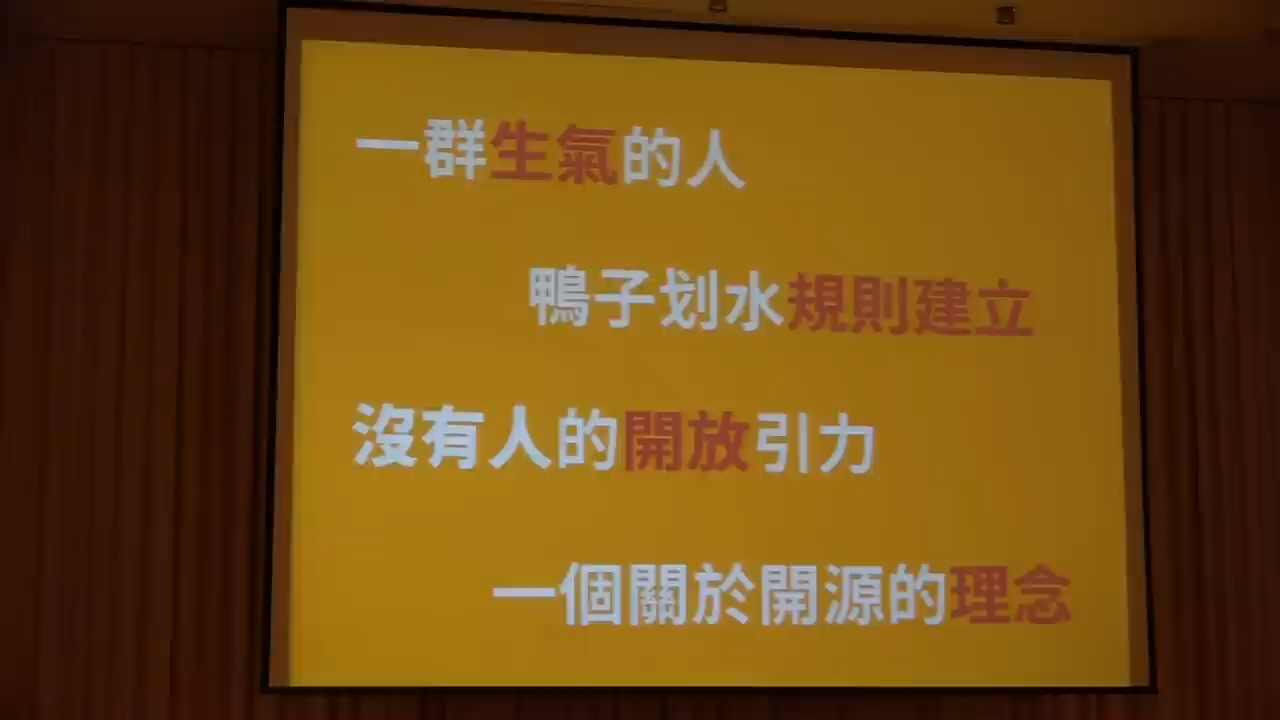 一群生氣的人
鴨子划水規則建立
沒有人的開放引力
一個關於開源的理念